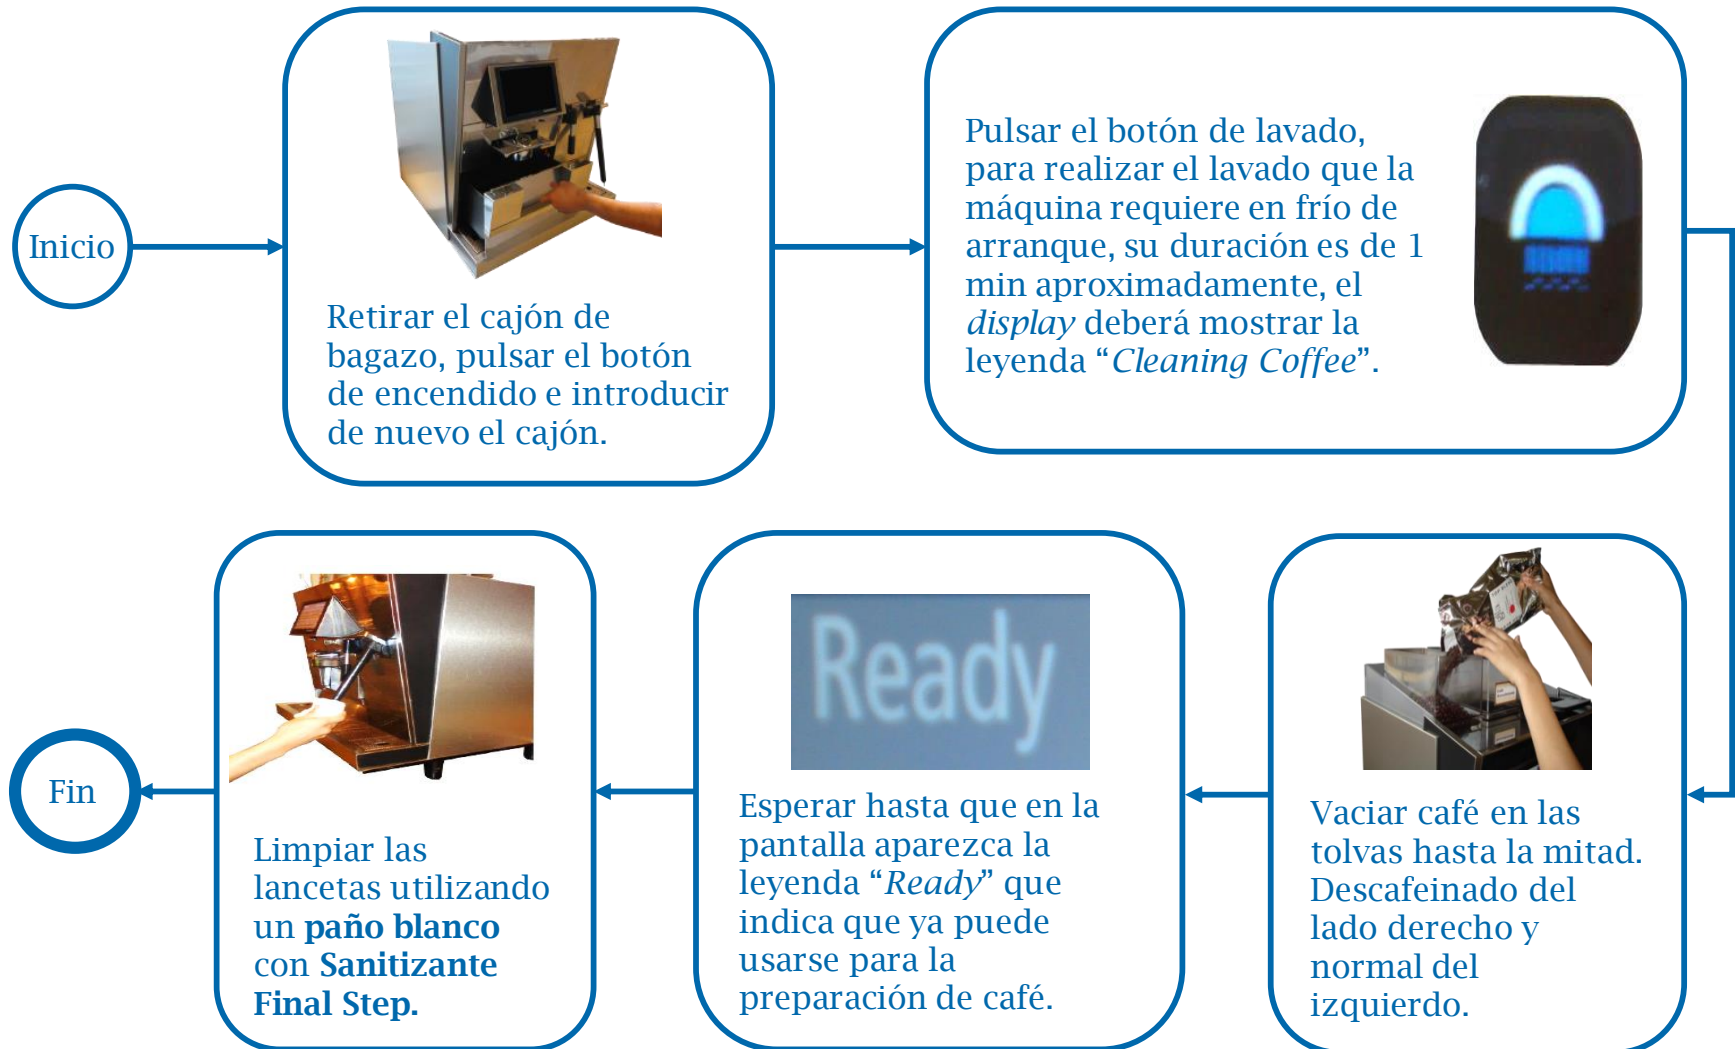 Inicio
Retirar el cajón de
bagazo, pulsar el botón
de encendido e introducir
de nuevo el cajón.
Pulsar el botón de lavado,
para realizar el lavado que la
máquina requiere en frío de
arranque, su duración es de 1
min aproximadamente, el
display deberá mostrar la
leyenda “Cleaning Coffee”.
Vaciar café en las
tolvas hasta la mitad.
Descafeinado del
lado derecho y
normal del
izquierdo.
Ready
Esperar hasta que en la
pantalla aparezca la
leyenda “Ready” que
indica que ya puede
usarse para la
preparación de café.
Limpiar las
lancetas utilizando
un paño blanco
con Sanitizante
Final Step.
Fin